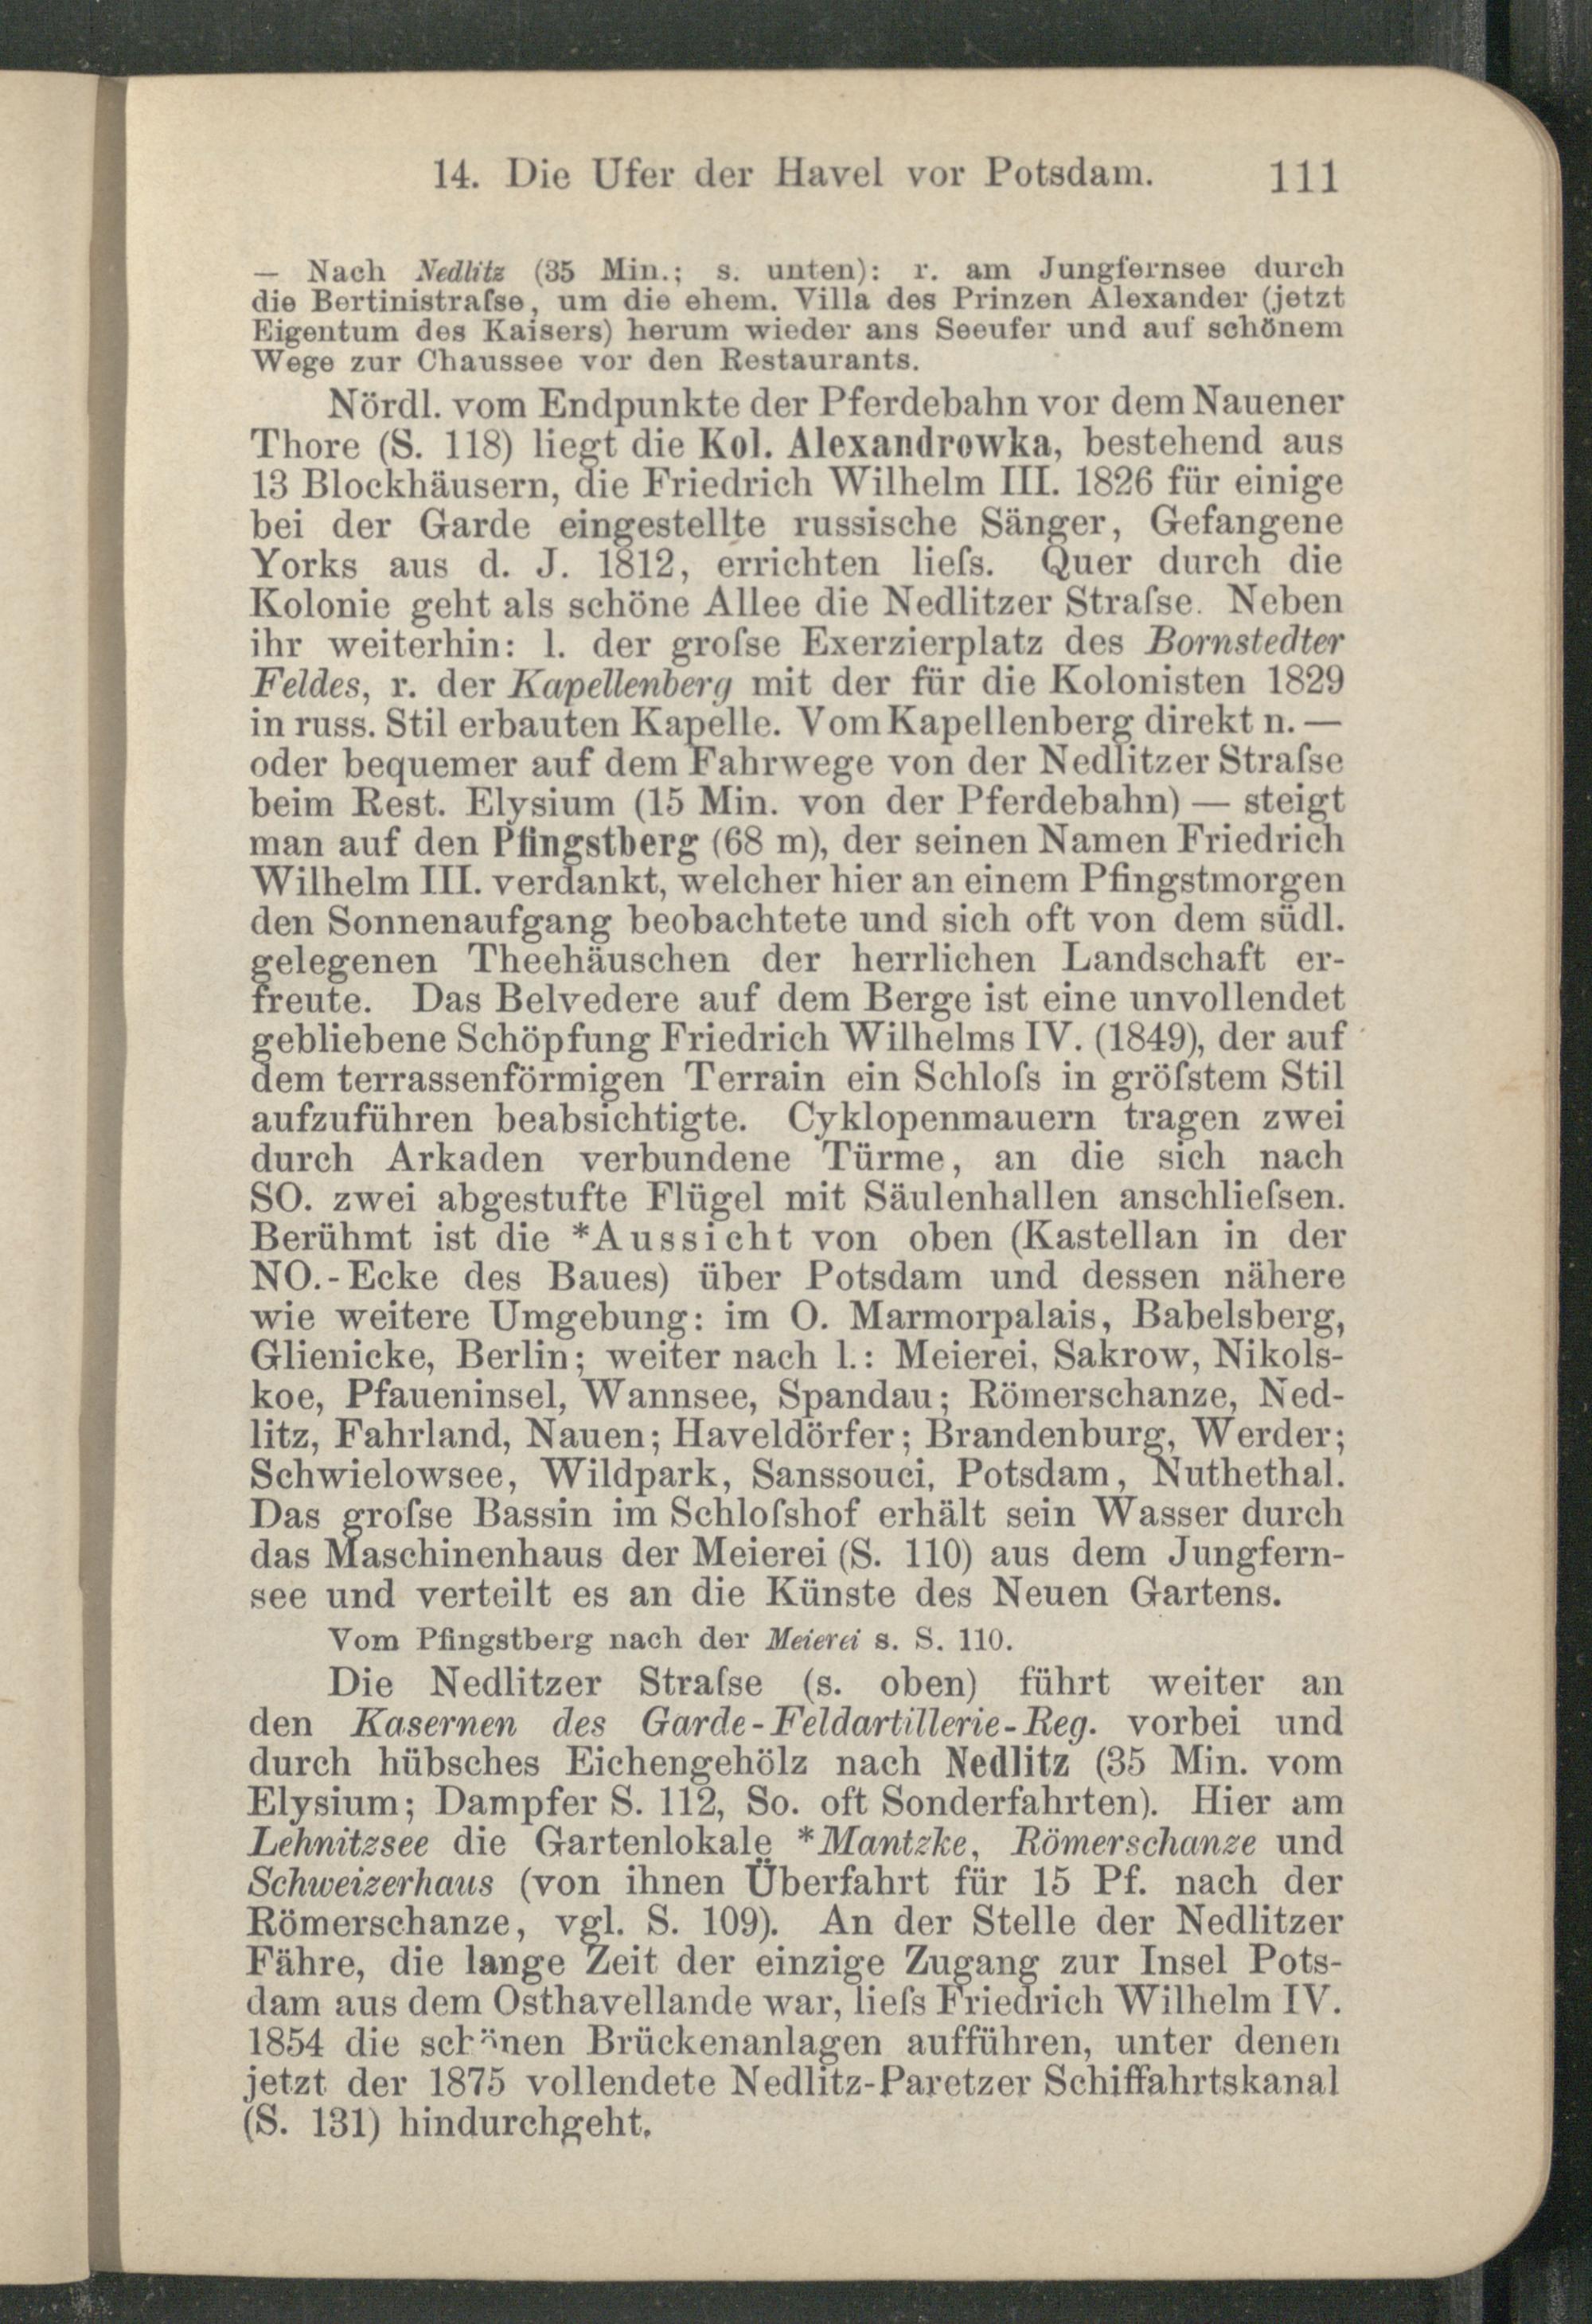 14. Die Ufer der Havel vor Potsdam. 111
— Nach Nedlitz (35 Min.; s. unten): r. am Jungfernsee durch
die Bertinistraſse, um die ehem. Villa des Prinzen Alexander (jetzt
Eigentum des Kaisers) herum wieder ans Seeufer und auf schönem
Wege zur Chaussee vor den Restaurants.
Nördl. vom Endpunkte der Pferdebahn vor dem Nauener
Thore (S. 118) liegt die Kol. Alexandrowka, bestehend aus
13 Blockhäusern, die Friedrich Wilhelm III. 1826 für einige
bei der Garde eingestellte russische Sänger, Gefangene
Yorks aus d. J. 1812, errichten lieſs. Quer durch die
Kolonie geht als schöne Allee die Nedlitzer Straſse. Neben
ihr weiterhin: l. der groſse Exerzierplatz des Bornstedter
Feldes, r. der Kapellenberg mit der für die Kolonisten 1829
in russ. Stil erbauten Kapelle. Vom Kapellenberg direkt n. —
oder bequemer auf dem Fahrwege von der Nedlitzer Straſse
beim Rest. Elysium (15 Min. von der Pferdebahn) — steigt
man auf den Pfingstberg (68 m), der seinen Namen Friedrich
Wilhelm III. verdankt, welcher hier an einem Pfingstmorgen
den Sonnenaufgang beobachtete und sich oft von dem südl.
gelegenen Theehäuschen der herrlichen Landschaft er-
freute. Das Belvedere auf dem Berge ist eine unvollendet
gebliebene Schöpfung Friedrich Wilhelms IV. (1849), der auf
dem terrassenförmigen Terrain ein Schloſs in gröſstem Stil
aufzuführen beabsichtigte. Cyklopenmauern tragen zwei
durch Arkaden verbundene Türme, an die sich nach
SO. zwei abgestufte Flügel mit Säulenhallen anschlieſsen.
Berühmt ist die *Aussicht von oben (Kastellan in der
NO.-Ecke des Baues) über Potsdam und dessen nähere
wie weitere Umgebung: im O. Marmorpalais, Babelsberg,
Glienicke, Berlin; weiter nach l.: Meierei, Sakrow, Nikols-
koe, Pfaueninsel, Wannsee, Spandau; Römerschanze, Ned-
litz, Fahrland, Nauen; Haveldörfer; Brandenburg, Werder;
Schwielowsee, Wildpark, Sanssouci, Potsdam, Nuthethal.
Das groſse Bassin im Schloſshof erhält sein Wasser durch
das Maschinenhaus der Meierei (S. 110) aus dem Jungfern-
see und verteilt es an die Künste des Neuen Gartens.
Vom Pfingstberg nach der Meierei s. S. 110.
Die Nedlitzer Straſse (s. oben) führt weiter an
den Kasernen des Garde-Feldartillerie-Reg. vorbei und
durch hübsches Eichengehölz nach Nedlitz (35 Min. vom
Elysium; Dampfer S. 112, So. oft Sonderfahrten). Hier am
Lehnitzsee die Gartenlokale *Mantzke, Römerschanze und
Schweizerhaus (von ihnen Überfahrt für 15 Pf. nach der
Römerschanze, vgl. S. 109). An der Stelle der Nedlitzer
Fähre, die lange Zeit der einzige Zugang zur Insel Pots-
dam aus dem Osthavellande war, lieſs Friedrich Wilhelm IV.
1854 die schönen Brückenanlagen aufführen, unter denen
jetzt der 1875 vollendete Nedlitz-Paretzer Schiffahrtskanal
(S. 131) hindurchgeht.